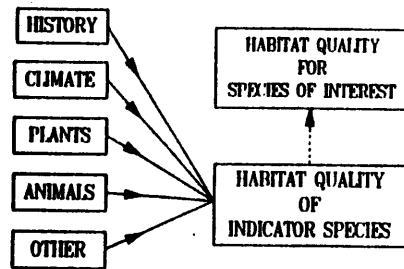 HISTORY
CLIMATE
PLANTS
ANIMALS
OTHER
HABITAT QUALITY
FOR
SPECIES OF INTEREST
HABITAT QUALITY
OF
INDICATOR SPECIES